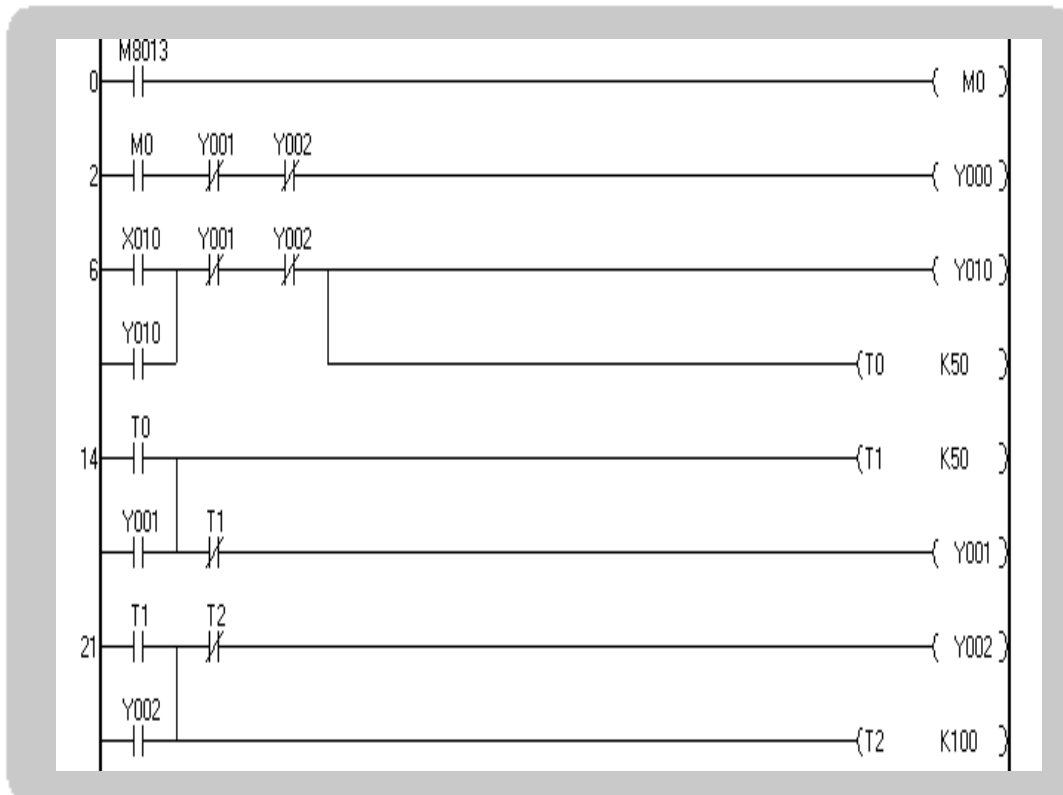 M8013
0 ( M0 )
M0 Y001 Y002
2 ( Y000 )
X010 Y001 Y002
6 ( Y010 )
Y010
(T0 K50 )
T0
14 (T1 K50 )
Y001 T1
( Y001 )
T1 T2
21 ( Y002 )
Y002
(T2 K100 )